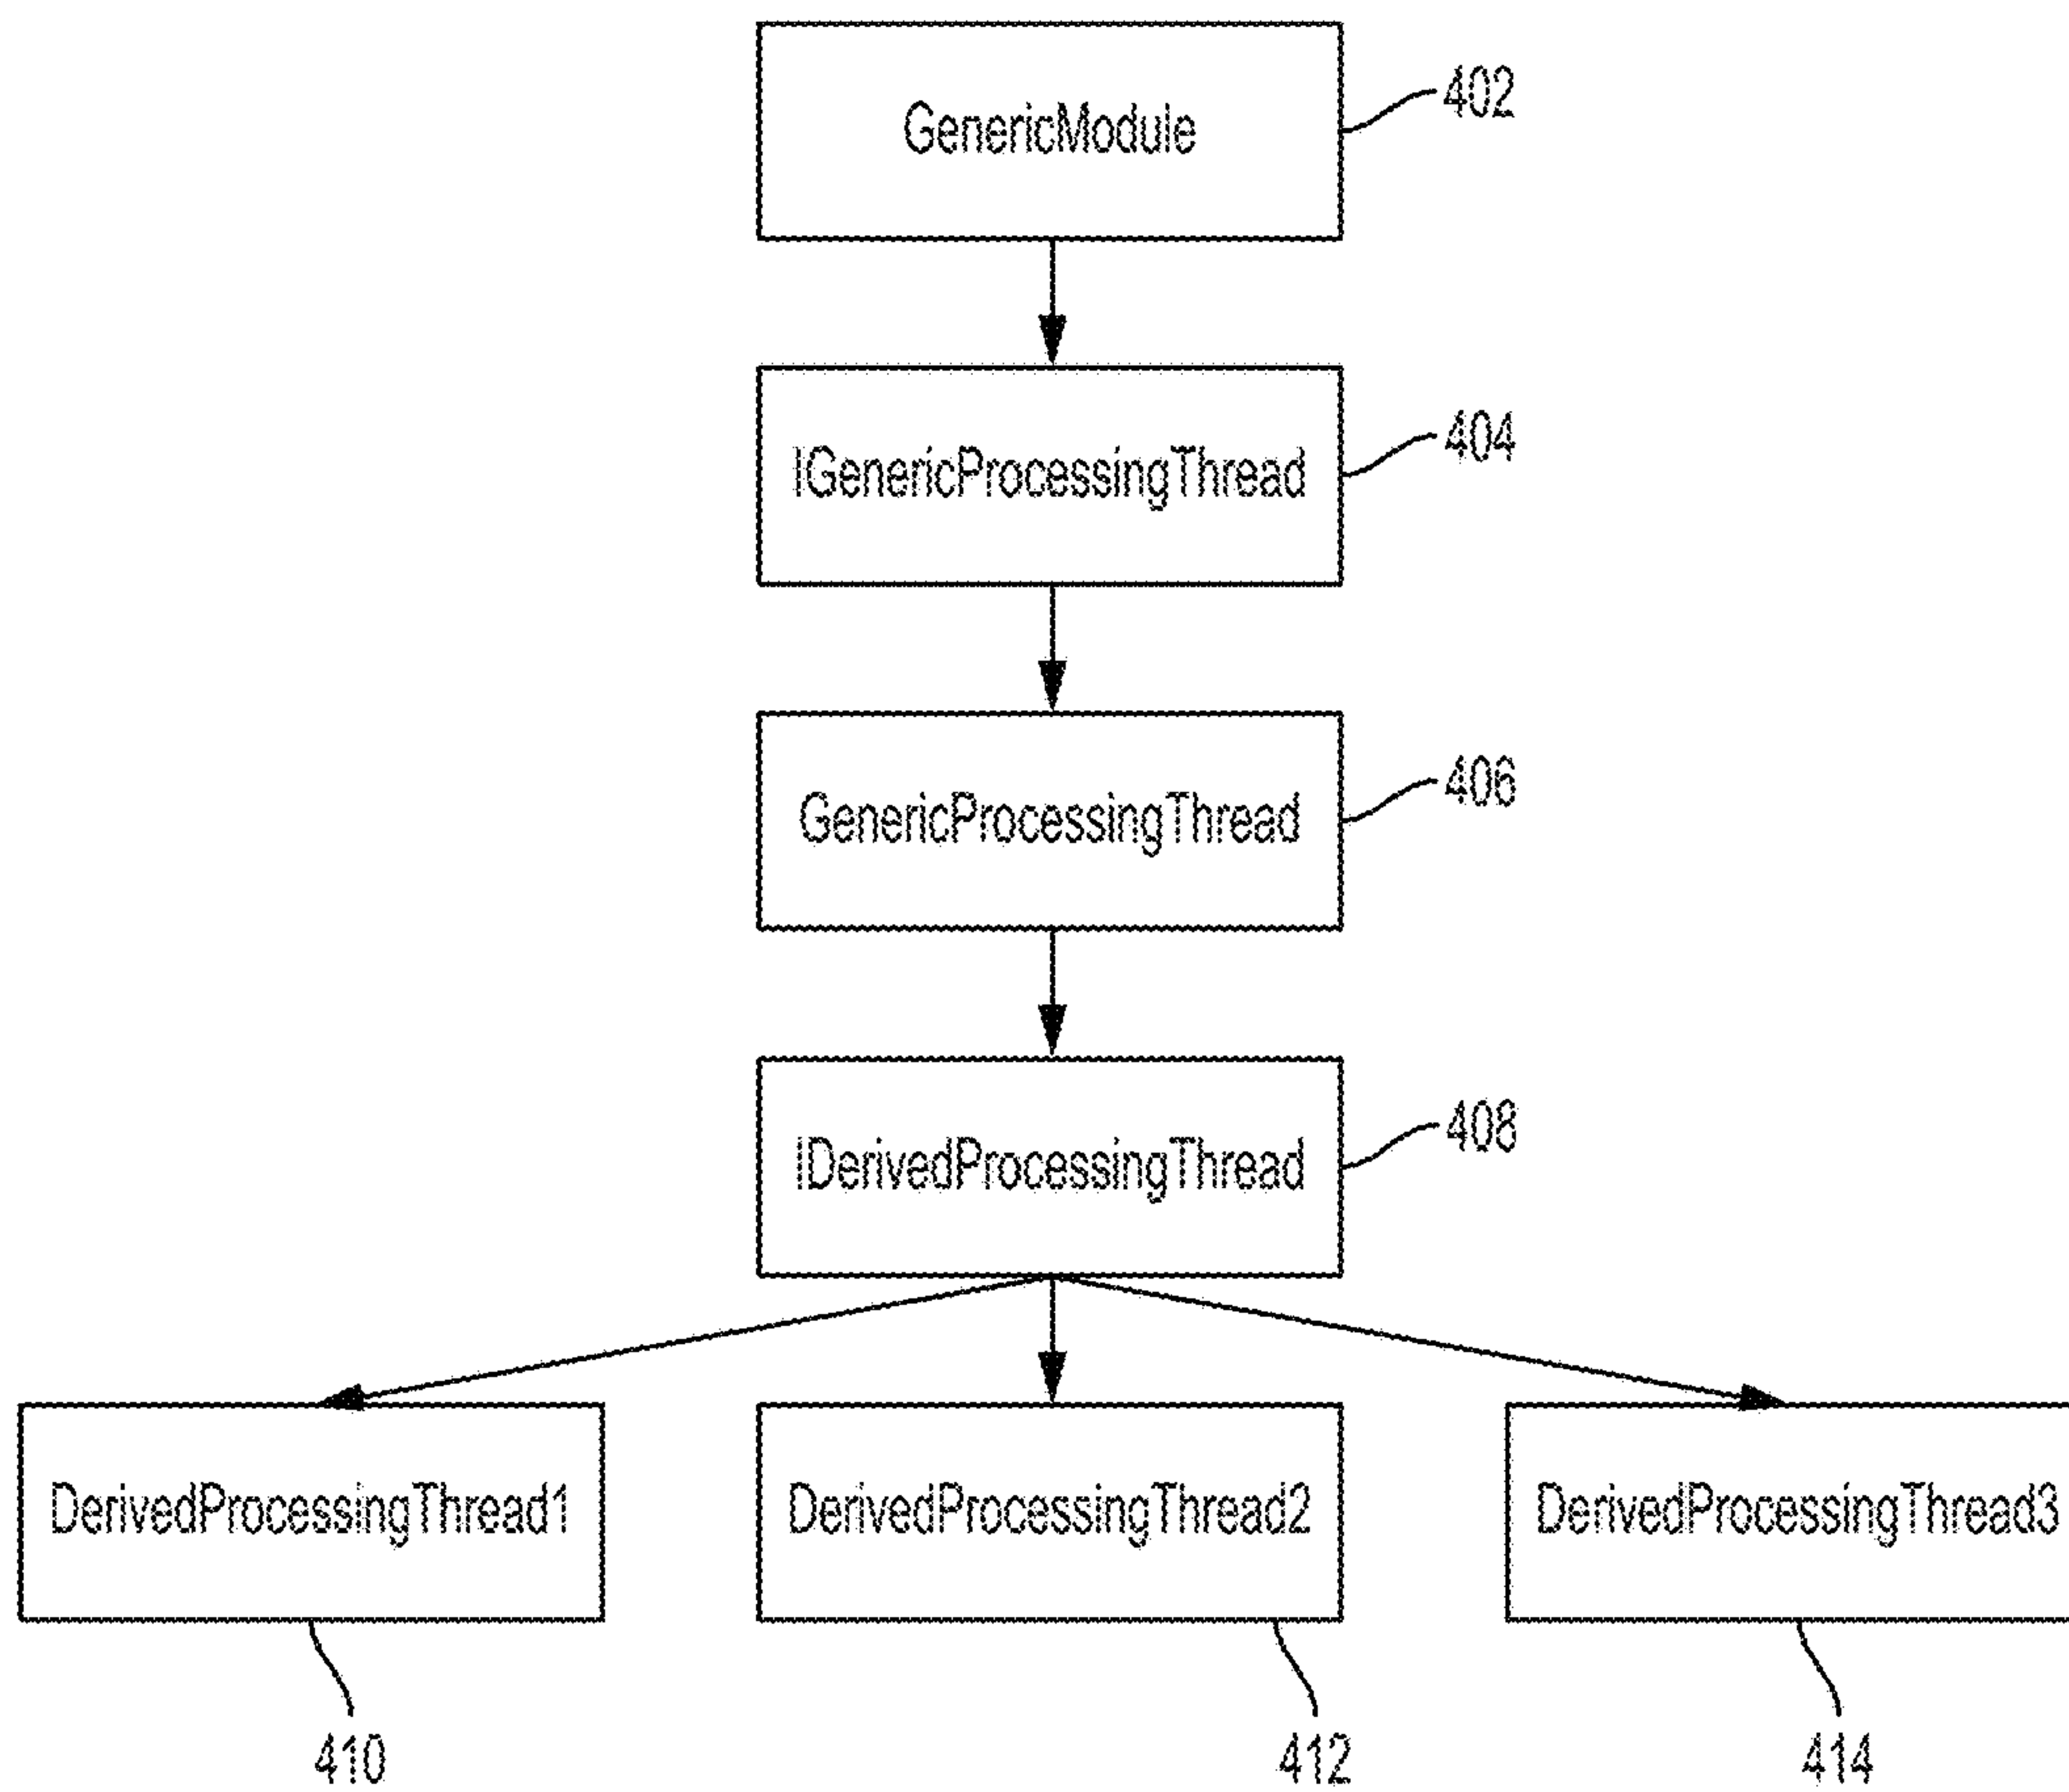 GenericModule
402
IGenericProcessingThread
404
GenericProcessingThread
406
IDerivedProcessingThread
408
DerivedProcessingThread1
DerivedProcessingThread2
DerivedProcessingThread3
410
412
414